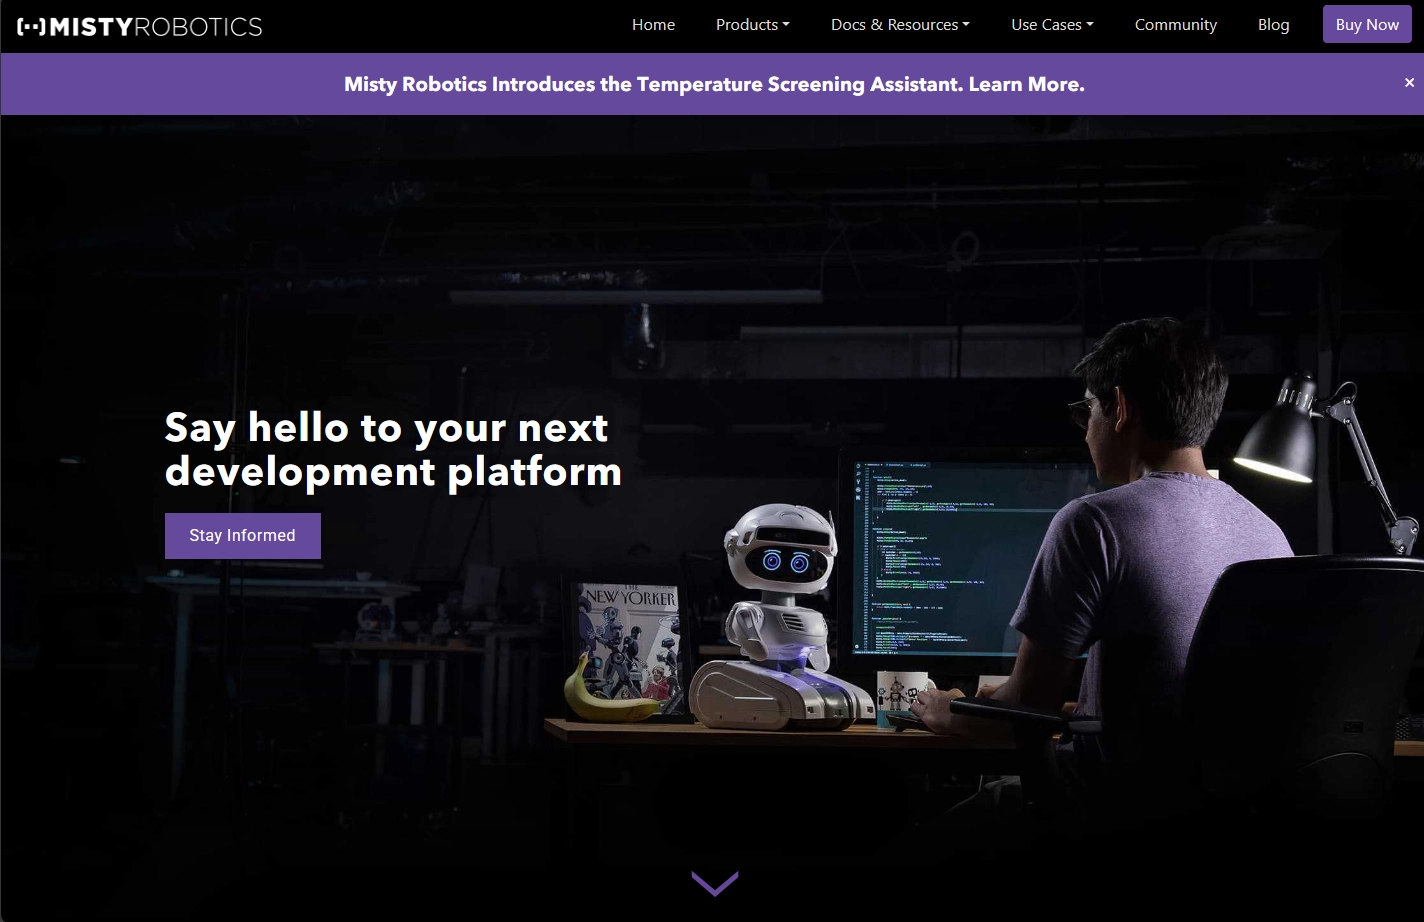 MISTYROBOTICS
Home
Products
Docs & Resources
Use Cases
Community
Blog
Buy Now
Misty Robotics Introduces the Temperature Screening Assistant. Learn More.
×
Say hello to your next
development platform
Stay Informed
THE
NEW YORKER